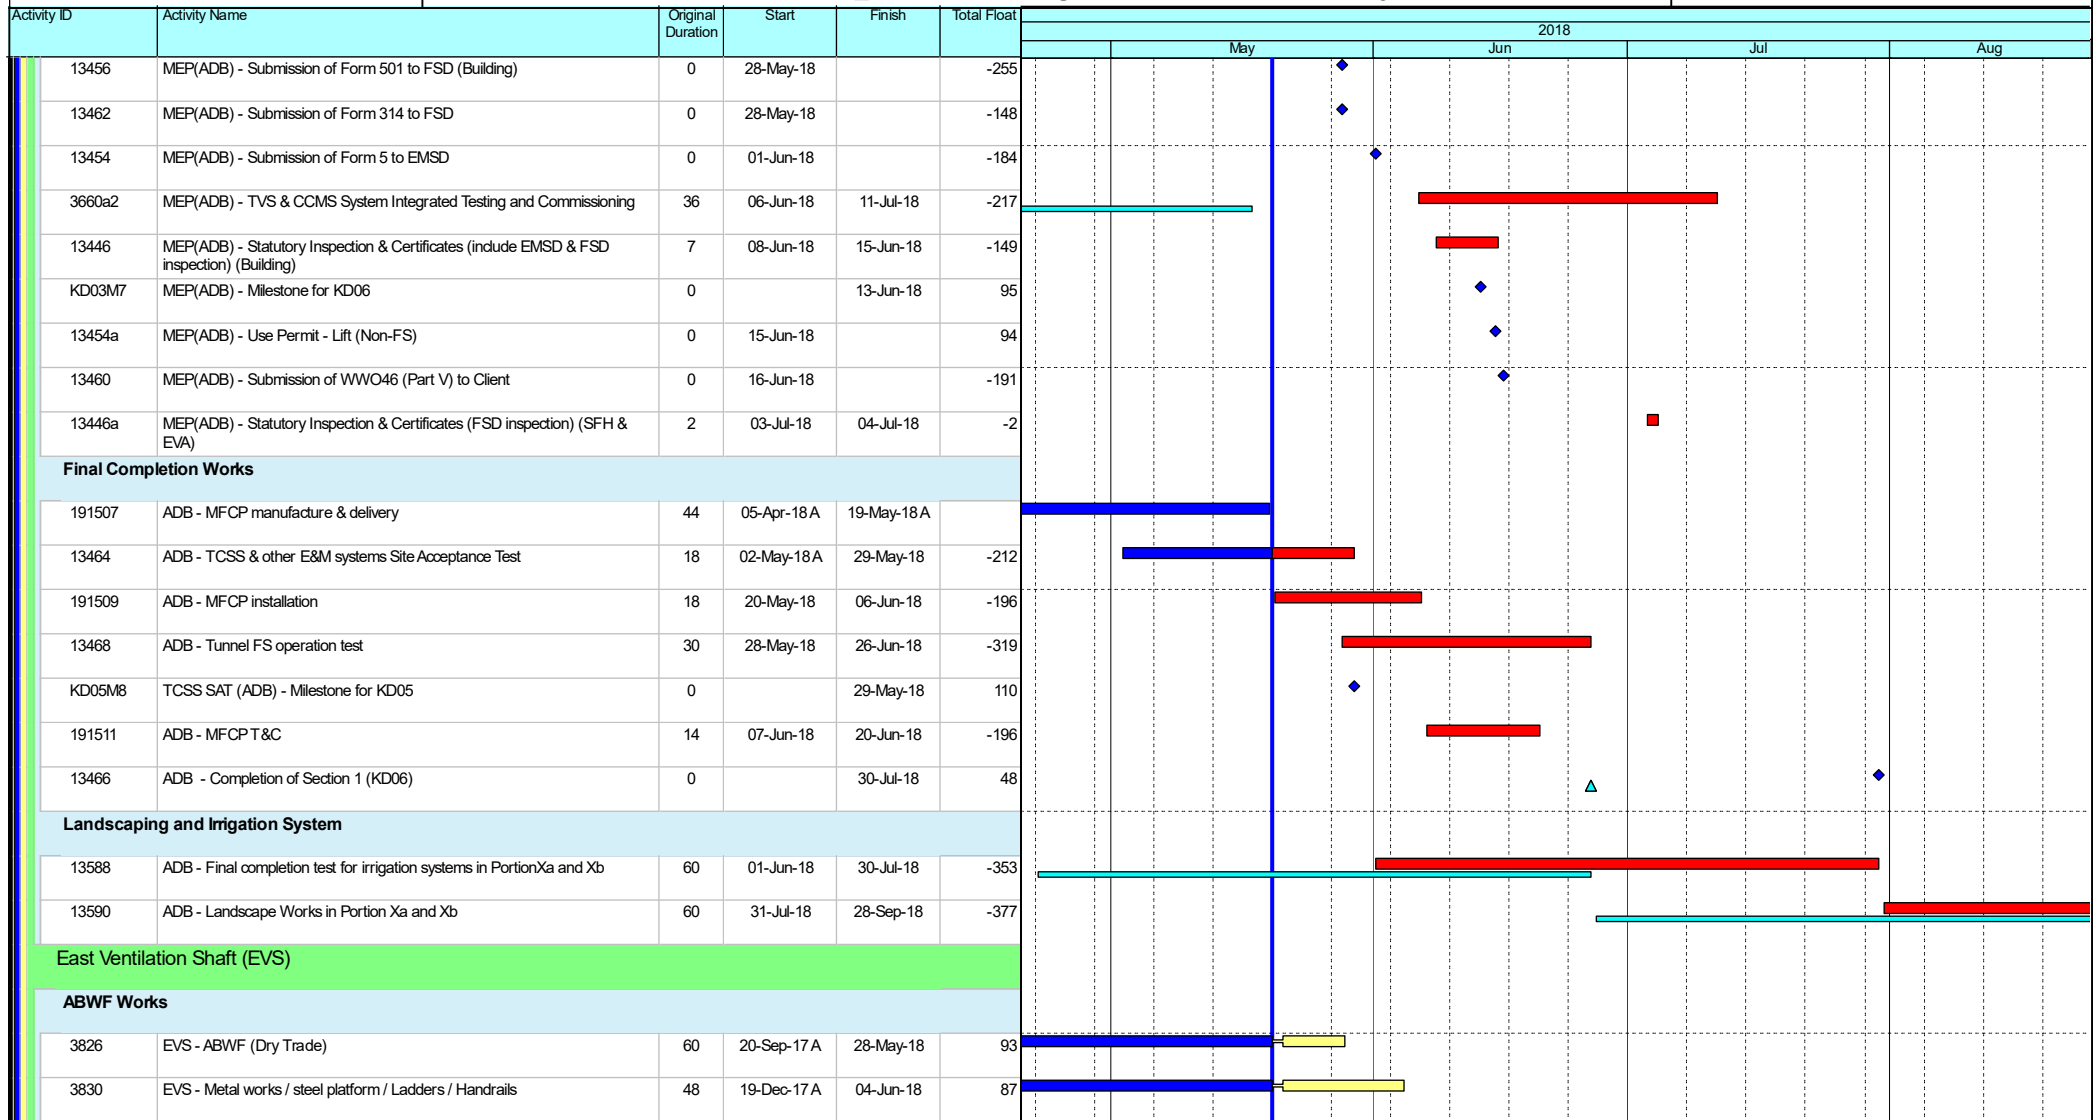 Activity ID Activity Name Original Duration Start Finish Total Float
2018
May Jun Jul Aug
13456 MEP(ADB) - Submission of Form 501 to FSD (Building) 0 28-May-18 -255
13462 MEP(ADB) - Submission of Form 314 to FSD 0 28-May-18 -148
13454 MEP(ADB) - Submission of Form 5 to EMSD 0 01-Jun-18 -184
3660a2 MEP(ADB) - TVS & CCMS System Integrated Testing and Commissioning 36 06-Jun-18 11-Jul-18 -217
13446 MEP(ADB) - Statutory Inspection & Certificates (include EMSD & FSD 7 08-Jun-18 15-Jun-18 -149
inspection) (Building)
KD03M7 MEP(ADB) - Milestone for KD06 0 13-Jun-18 95
13454a MEP(ADB) - Use Permit - Lift (Non-FS) 0 15-Jun-18 94
13460 MEP(ADB) - Submission of WWO46 (Part V) to Client 0 16-Jun-18 -191
13446a MEP(ADB) - Statutory Inspection & Certificates (FSD inspection) (SFH & 2 03-Jul-18 04-Jul-18 -2
EVA)
Final Completion Works
191507 ADB - MFCP manufacture & delivery 44 05-Apr-18 A 19-May-18 A
13464 ADB - TCSS & other E&M systems Site Acceptance Test 18 02-May-18 A 29-May-18 -212
191509 ADB - MFCP installation 18 20-May-18 06-Jun-18 -196
13468 ADB - Tunnel FS operation test 30 28-May-18 26-Jun-18 -319
KD05M8 TCSS SAT (ADB) - Milestone for KD05 0 29-May-18 110
191511 ADB - MFCP T&C 14 07-Jun-18 20-Jun-18 -196
13466 ADB - Completion of Section 1 (KD06) 0 30-Jul-18 48
Landscaping and Irrigation System
13588 ADB - Final completion test for irrigation systems in PortionXa and Xb 60 01-Jun-18 30-Jul-18 -353
13590 ADB - Landscape Works in Portion Xa and Xb 60 31-Jul-18 28-Sep-18 -377
East Ventilation Shaft (EVS)
ABWF Works
3826 EVS - ABWF (Dry Trade) 60 20-Sep-17 A 28-May-18 93
3830 EVS - Metal works / steel platform / Ladders / Handrails 48 19-Dec-17 A 04-Jun-18 87